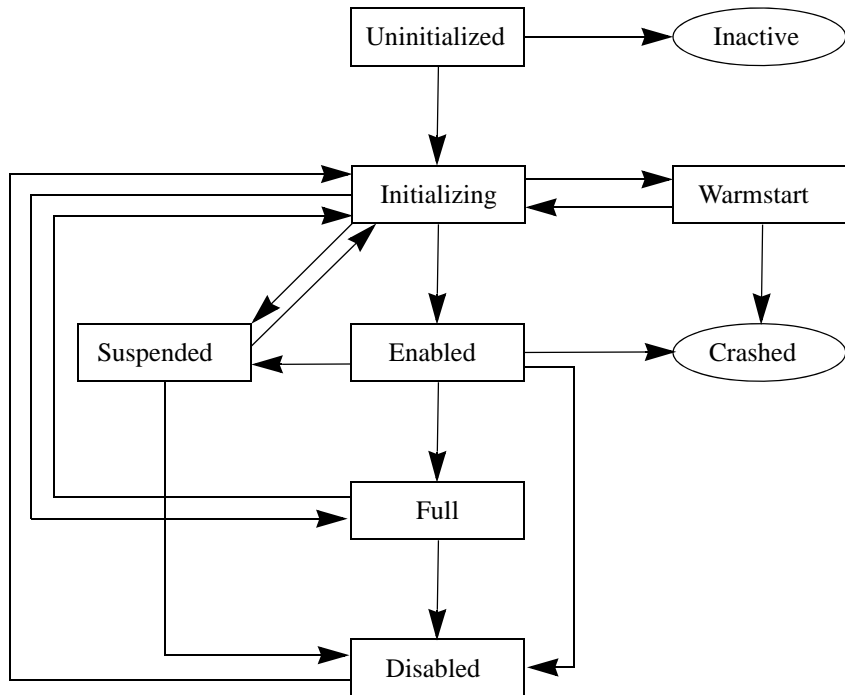 Uninitialized
Inactive
Initializing
Warmstart
Suspended
Enabled
Crashed
Full
Disabled